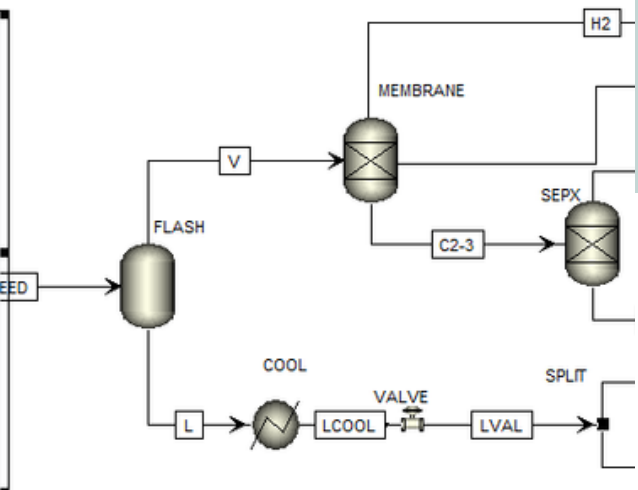 H2
MEMBRANE
V
SEPX
FLASH
C2-3
EED
COOL
SPLIT
VALVE
L
LCOOL
LVAL